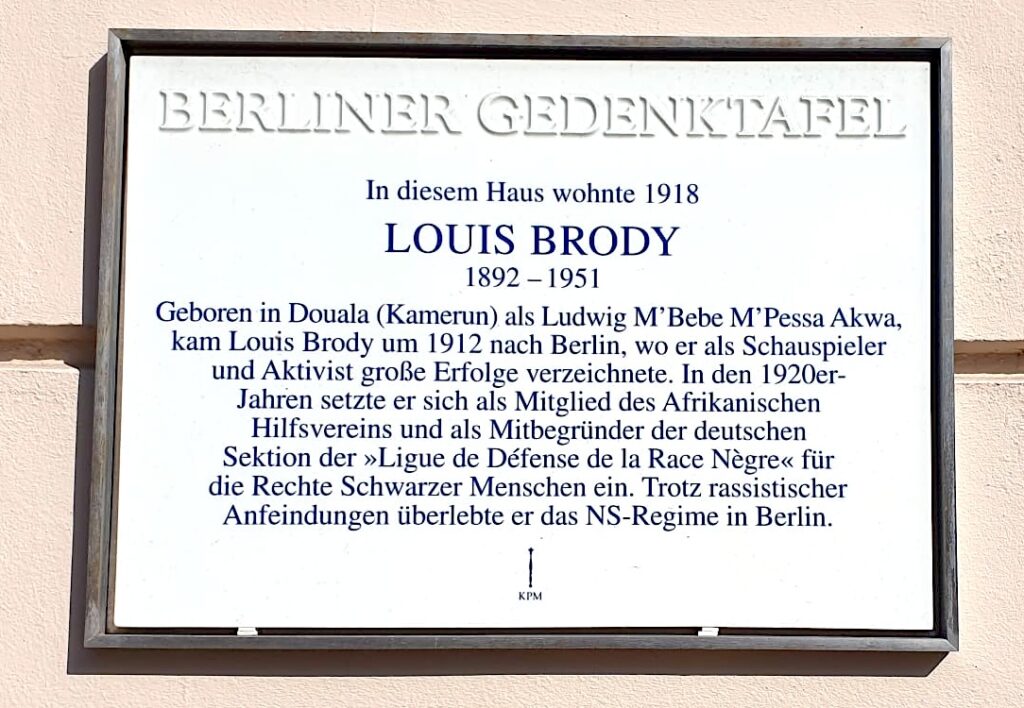 BERLINER GEDENKTAFEL
In diesem Haus wohnte 1918
LOUIS BRODY
1892 – 1951
Geboren in Douala (Kamerun) als Ludwig M’Bebe M’Pessa Akwa,
kam Louis Brody um 1912 nach Berlin, wo er als Schauspieler
und Aktivist große Erfolge verzeichnete. In den 1920er-
Jahren setzte er sich als Mitglied des Afrikanischen
Hilfsvereins und als Mitbegründer der deutschen
Sektion der »Ligue de Défense de la Race Nègre« für
die Rechte Schwarzer Menschen ein. Trotz rassistischer
Anfeindungen überlebte er das NS-Regime in Berlin.
KPM